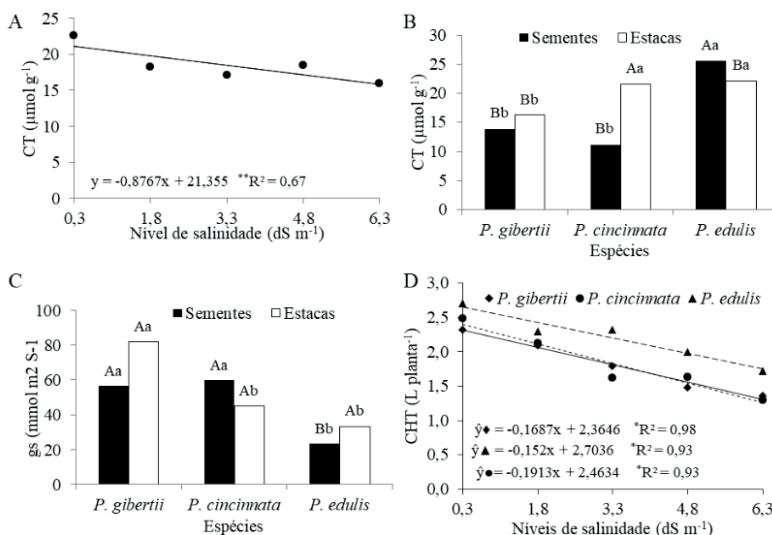 A
CT (µmol g⁻¹)
25
20
15
10
5
0
y = -0,8767x + 21,355 **R² = 0,67
0,3 1,8 3,3 4,8 6,3
Nível de salinidade (dS m⁻¹)
B
CT (µmol g⁻¹)
30
25
20
15
10
5
0
Sementes Estacas
Bb Bb Bb Aa Aa Ba
P. gibertii P. cincinnata P. edulis
Espécies
C
gs (mmol m2 S-1
100
80
60
40
20
0
Sementes Estacas
Aa Aa Aa Ab Bb Ab
P. gibertii P. cincinnata P. edulis
Espécies
D
CHT (L planta⁻¹)
3,0
2,5
2,0
1,5
1,0
0,5
0,0
P. gibertii P. cincinnata P. edulis
ŷ♦= -0,1687x + 2,3646 *R² = 0,98
ŷ▲= -0,152x + 2,7036 *R² = 0,93
ŷ●= -0,1913x + 2,4634 *R² = 0,93
0,3 1,8 3,3 4,8 6,3
Níveis de salinidade (dS m⁻¹)